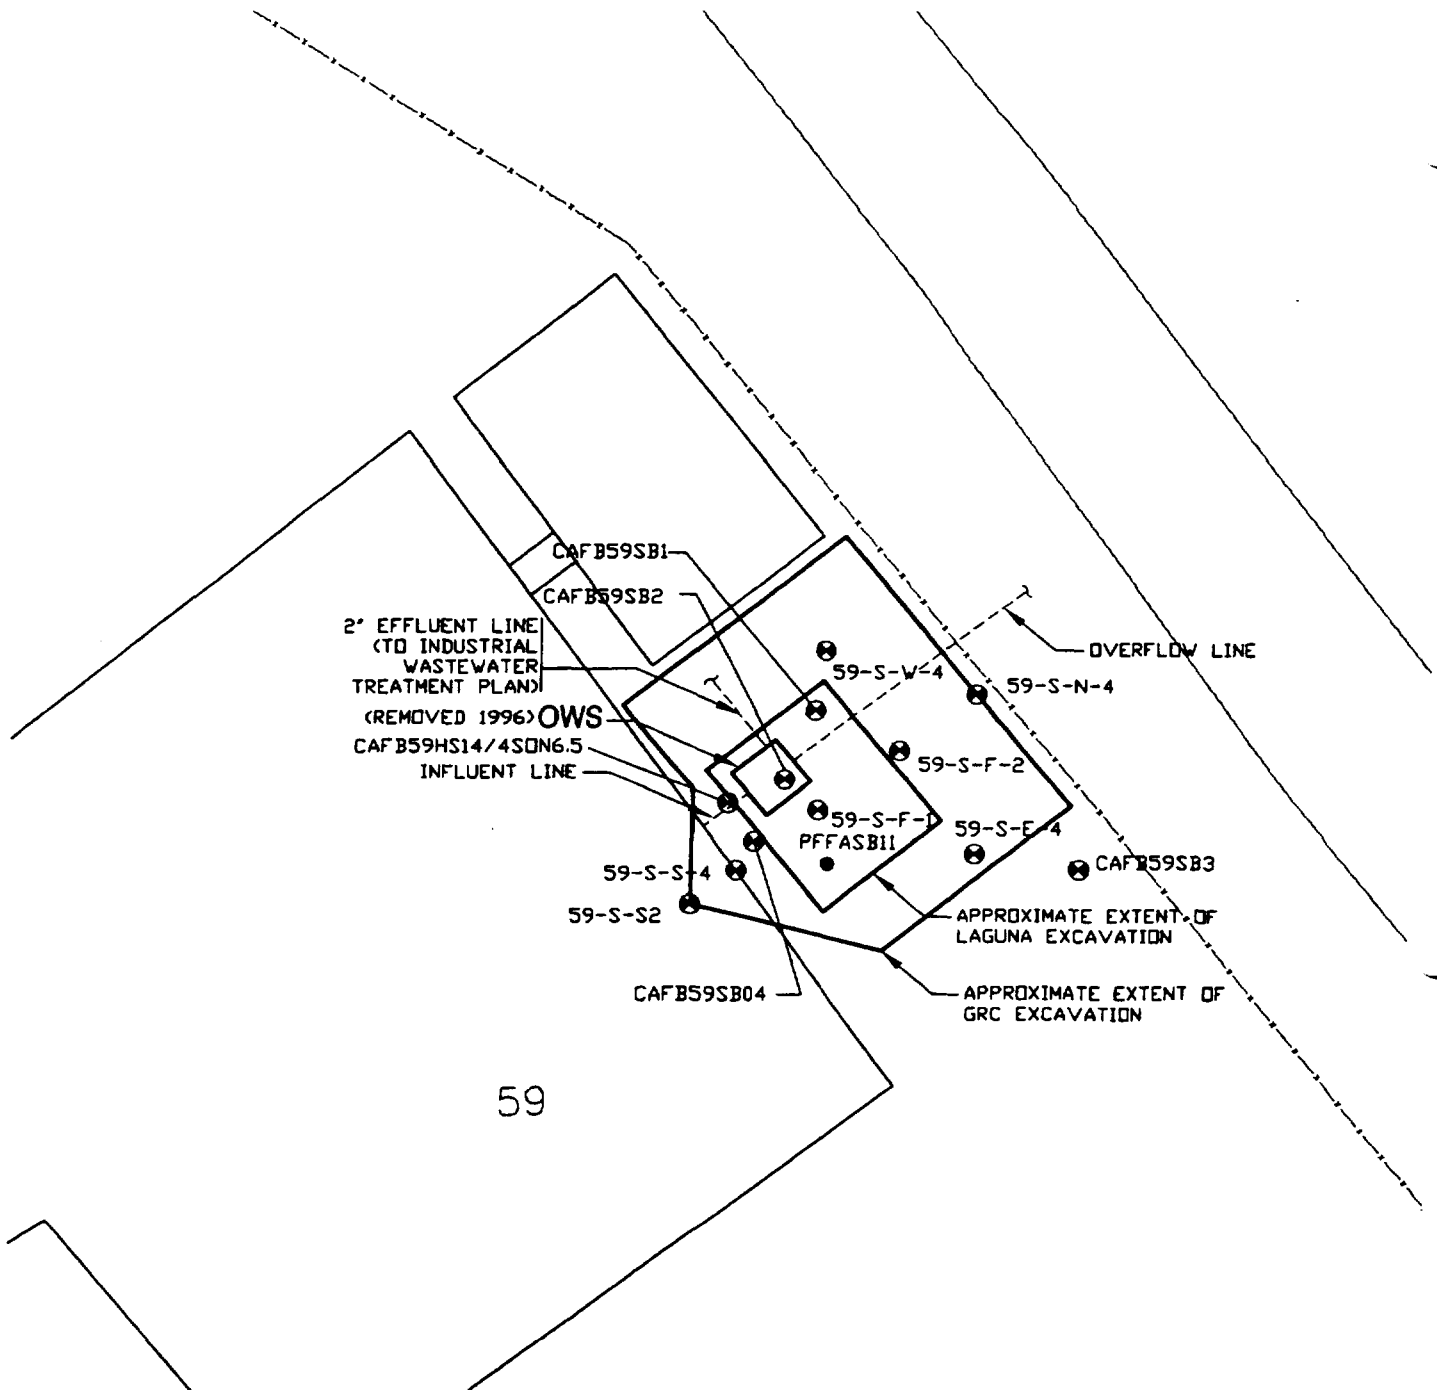 CAFB59SB1
CAFB59SB2
2" EFFLUENT LINE
(TO INDUSTRIAL
WASTEWATER
TREATMENT PLAN)
(REMOVED 1996) OWS
CAFB59HS14/4SON6.5
INFLUENT LINE
OVERFLOW LINE
59-S-W-4
59-S-N-4
59-S-F-2
59-S-F-1
PFFASB11
59-S-E-4
CAFB59SB3
59-S-S-4
59-S-S2
APPROXIMATE EXTENT OF
LAGUNA EXCAVATION
CAFB59SB04
APPROXIMATE EXTENT OF
GRC EXCAVATION
59